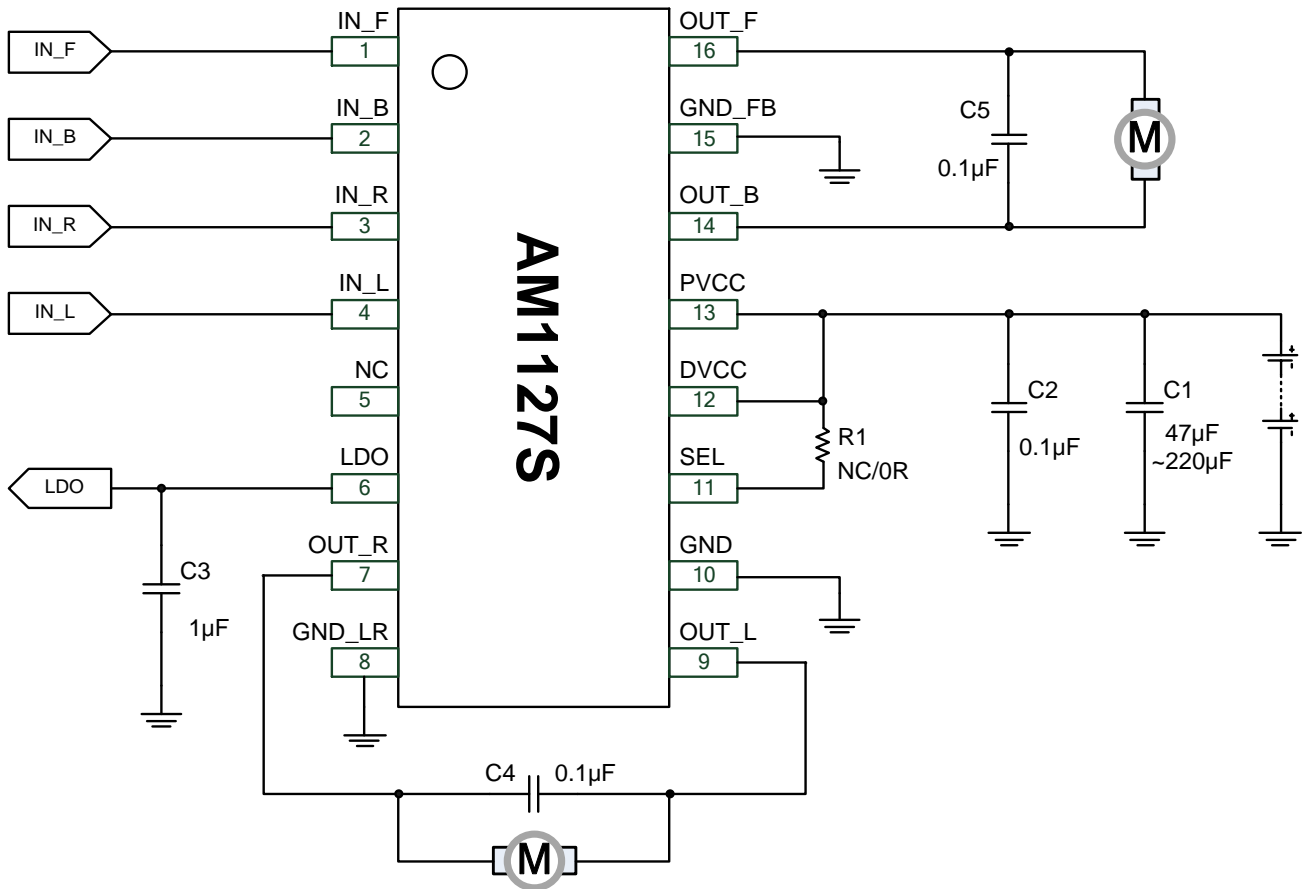 IN_F
IN_F
1
OUT_F
16
IN_B
IN_B
2
GND_FB
15
C5
0.1µF
M
IN_R
IN_R
3
OUT_B
14
AM1127S
IN_L
IN_L
4
PVCC
13
NC
5
DVCC
12
R1
NC/0R
C2
0.1µF
C1
47µF
~220µF
LDO
LDO
6
SEL
11
C3
1µF
OUT_R
7
GND
10
GND_LR
8
OUT_L
9
C4 0.1µF
M